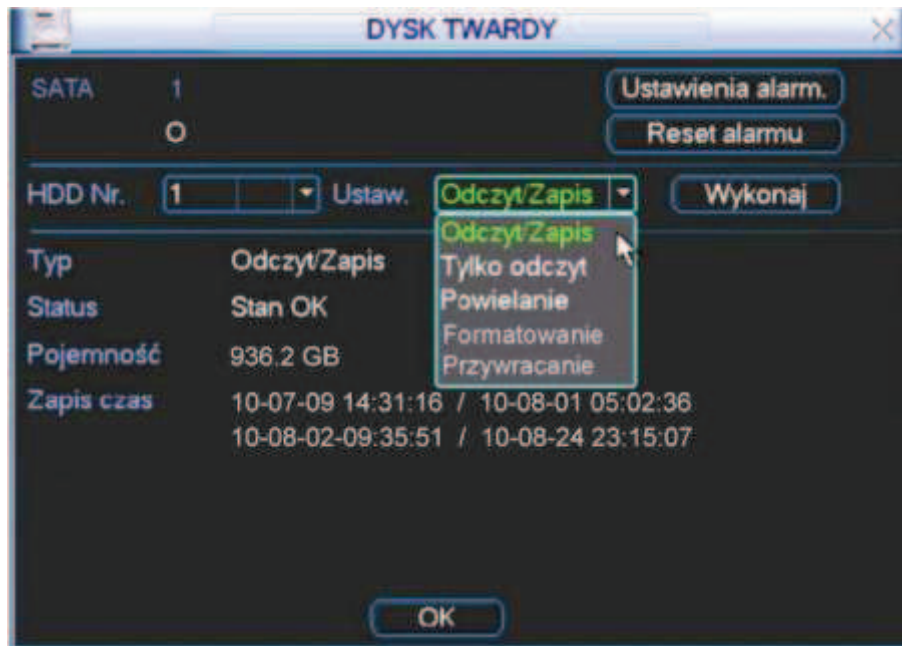 DYSK TWARDY
SATA 1
Ustawienia alarm.
O
Reset alarmu
HDD Nr. 1 Ustaw. Odczyt/Zapis Wykonaj
Odczyt/Zapis
Typ Odczyt/Zapis Tylko odczyt
Status Stan OK Powielanie
Formatowanie
Pojemność 936.2 GB Przywracanie
Zapis czas 10-07-09 14:31:16 / 10-08-01 05:02:36
10-08-02-09:35:51 / 10-08-24 23:15:07
OK